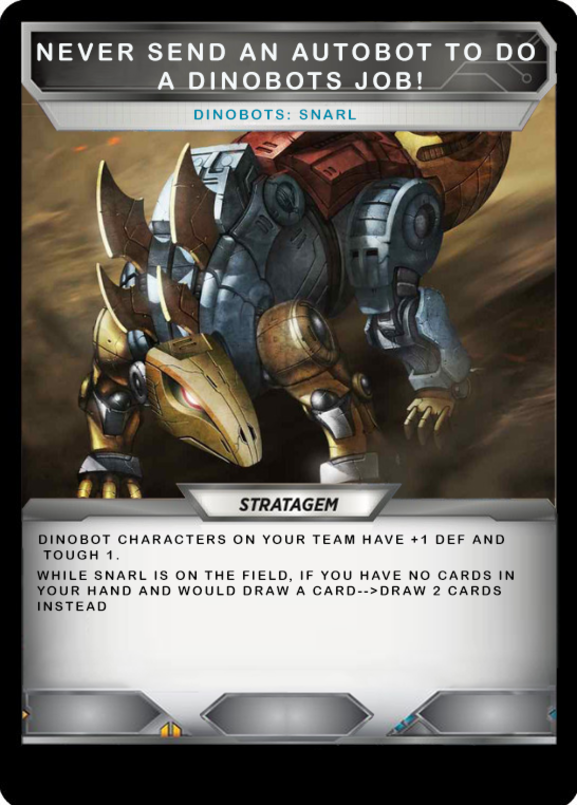 NEVER SEND AN AUTOBOT TO DO
A DINOBOTS JOB!
DINOBOTS: SNARL
STRATAGEM
DINOBOT CHARACTERS ON YOUR TEAM HAVE +1 DEF AND
TOUGH 1.
WHILE SNARL IS ON THE FIELD, IF YOU HAVE NO CARDS IN
YOUR HAND AND WOULD DRAW A CARD-->DRAW 2 CARDS
INSTEAD